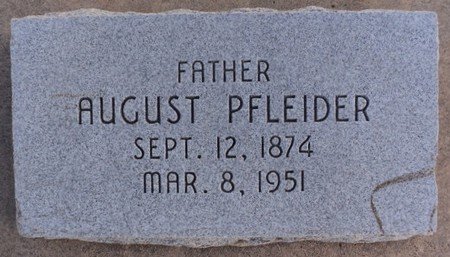 FATHER
AUGUST PFLEIDER
SEPT. 12, 1874
MAR. 8, 1951